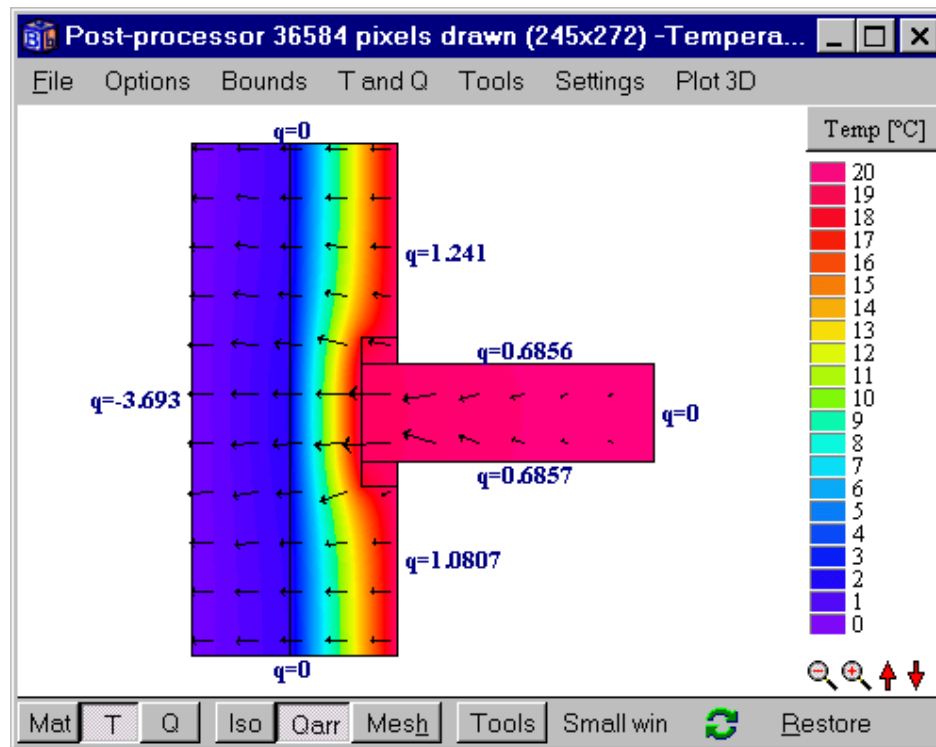 Post-processor 36584 pixels drawn (245x272) -Tempera...
File Options Bounds T and Q Tools Settings Plot 3D
Temp [°C]
q=0
q=1.241
q=0.6856
q=-3.693
q=0
q=0.6857
q=1.0807
q=0
20
19
18
17
16
15
14
13
12
11
10
9
8
7
6
5
4
3
2
1
0
Mat T Q Iso Qarr Mesh Tools Small win Restore